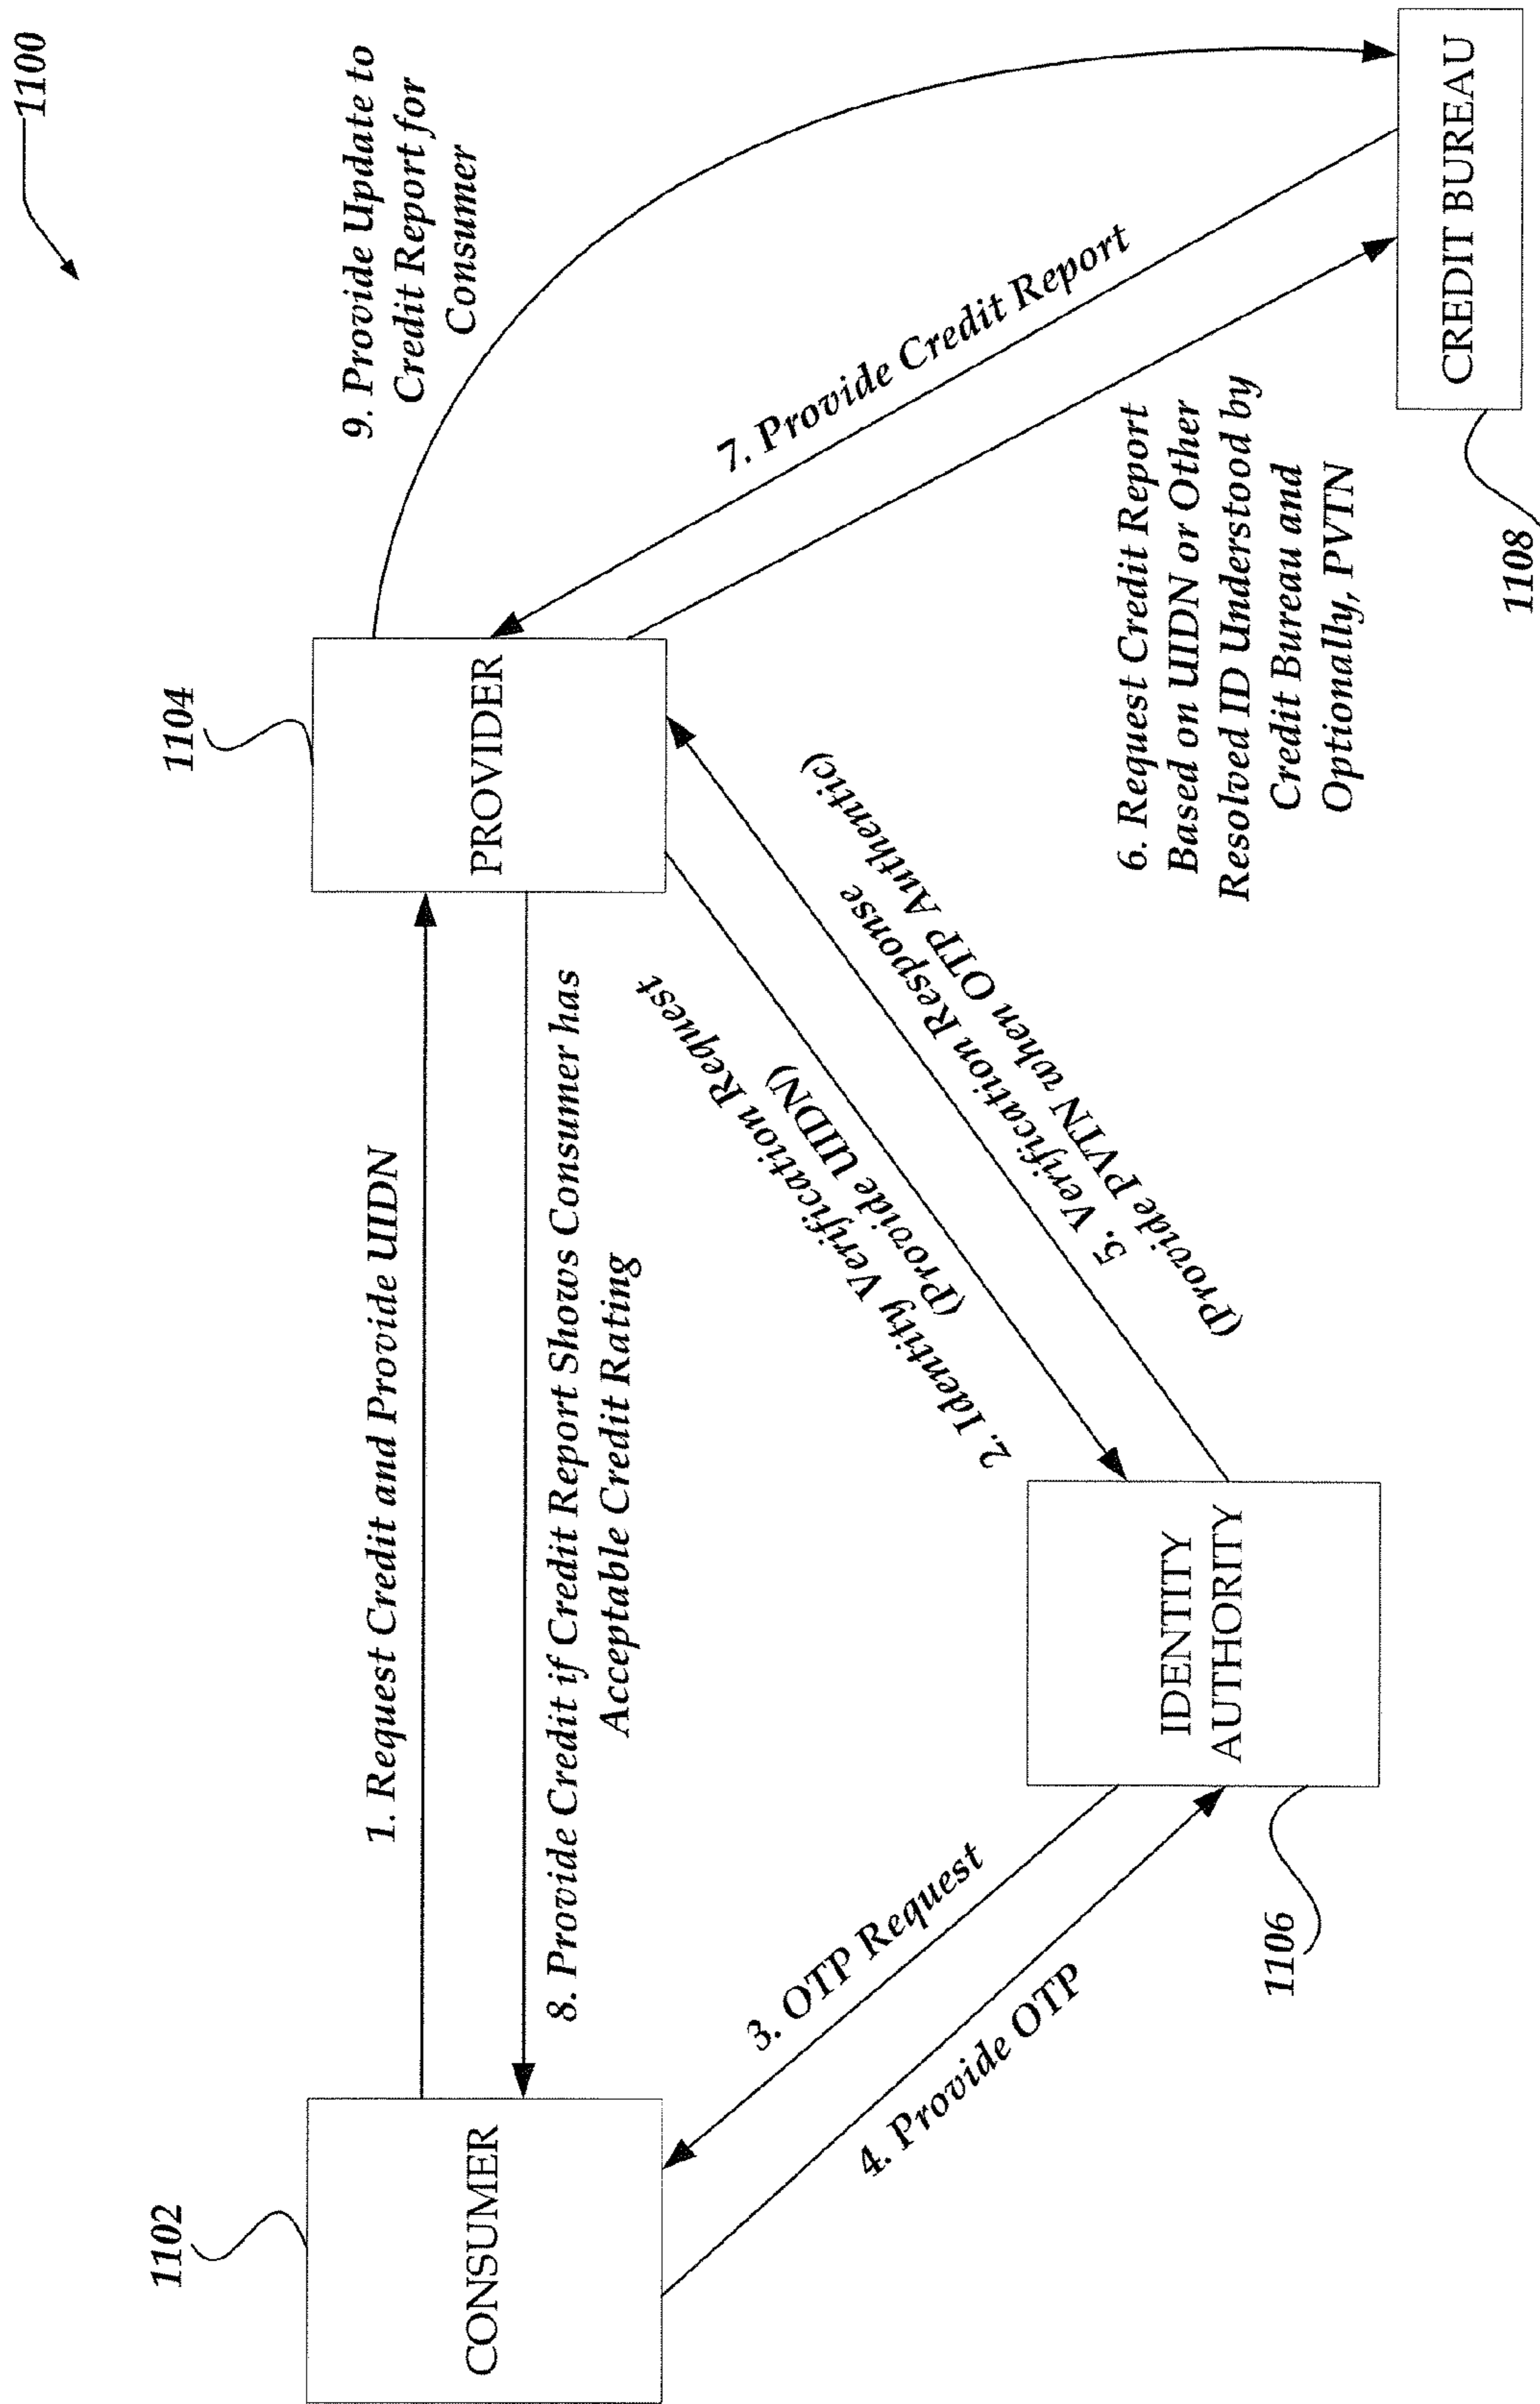 1100
1102
CONSUMER
1104
PROVIDER
1. Request Credit and Provide UIDN
8. Provide Credit if Credit Report Shows Consumer has
Acceptable Credit Rating
9. Provide Update to
Credit Report for
Consumer
2. Identity Verification Request
(Provide UIDN)
5. Verification Response
(Provide PVTN when OTP Authentic)
3. OTP Request
4. Provide OTP
7. Provide Credit Report
6. Request Credit Report
Based on UIDN or Other
Resolved ID Understood by
Credit Bureau and
Optionally, PVTN
IDENTITY
AUTHORITY
1106
CREDIT BUREAU
1108